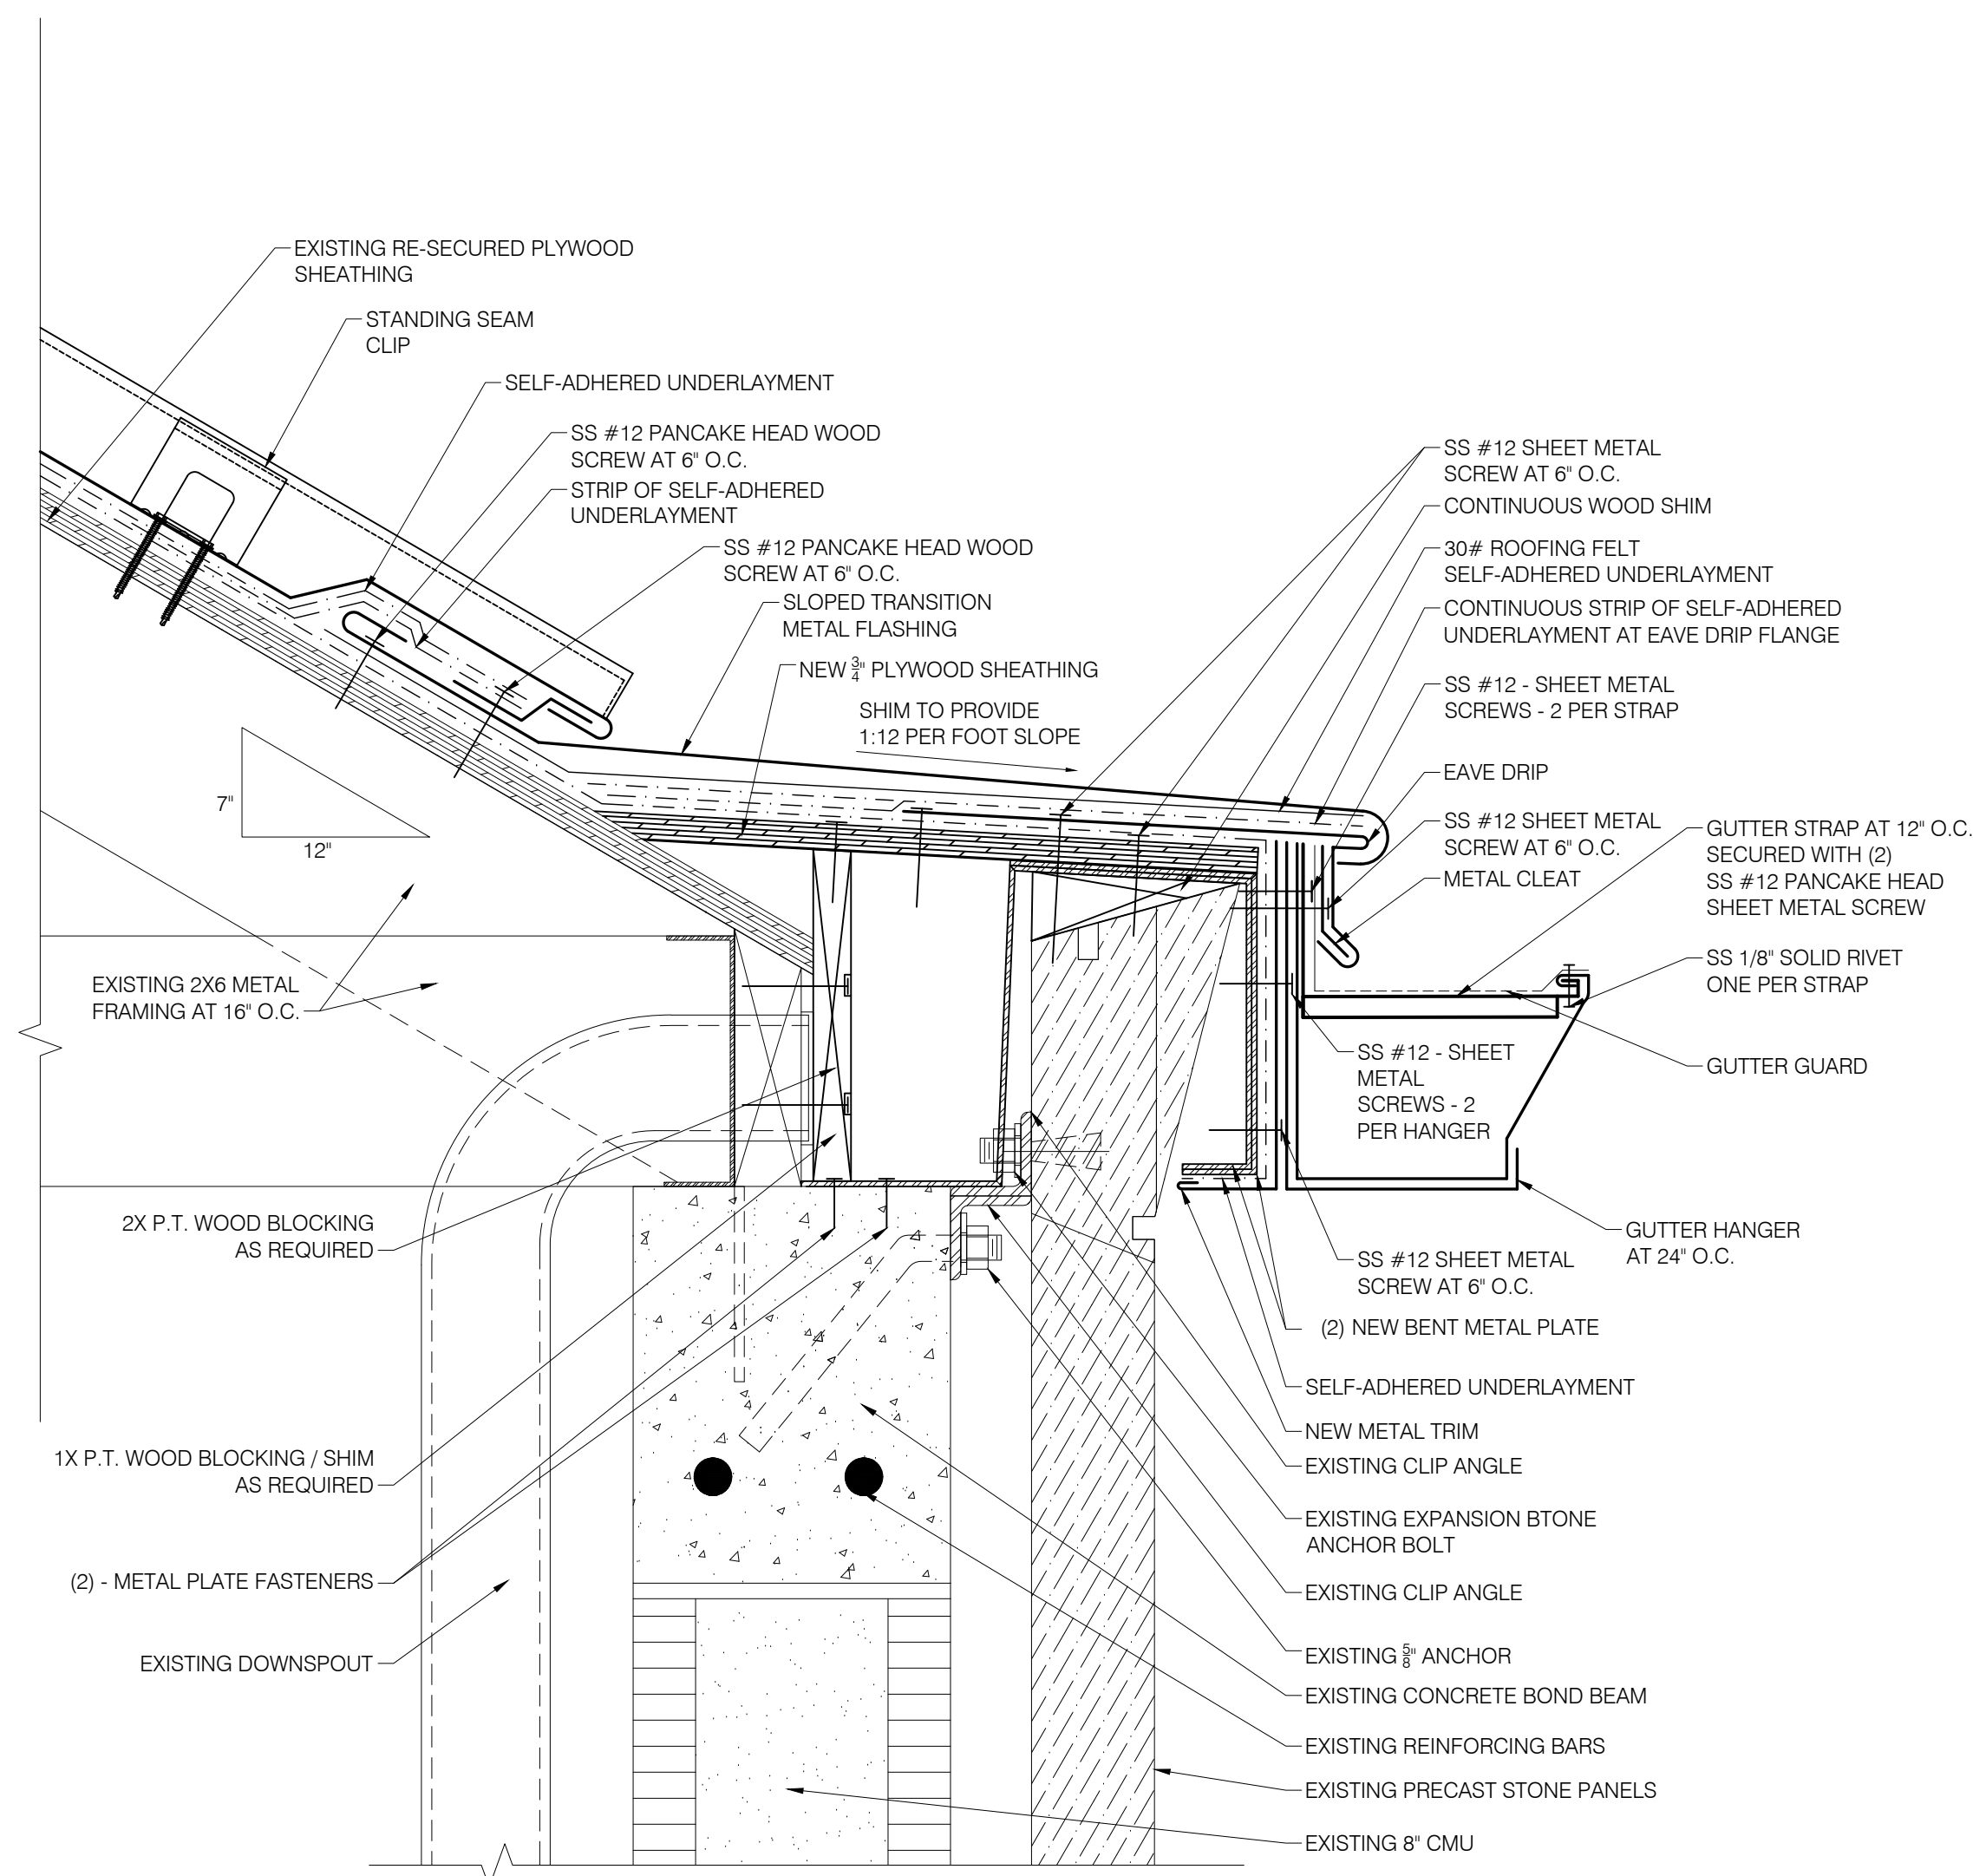 EXISTING RE-SECURED PLYWOOD
SHEATHING
STANDING SEAM
CLIP
SELF-ADHERED UNDERLAYMENT
SS #12 PANCAKE HEAD WOOD
SCREW AT 6" O.C.
STRIP OF SELF-ADHERED
UNDERLAYMENT
SS #12 PANCAKE HEAD WOOD
SCREW AT 6" O.C.
SLOPED TRANSITION
METAL FLASHING
NEW 3/4" PLYWOOD SHEATHING
SHIM TO PROVIDE
1:12 PER FOOT SLOPE
7"
12"
EXISTING 2X6 METAL
FRAMING AT 16" O.C.
2X P.T. WOOD BLOCKING
AS REQUIRED
1X P.T. WOOD BLOCKING / SHIM
AS REQUIRED
(2) - METAL PLATE FASTENERS
EXISTING DOWNSPOUT
SS #12 SHEET METAL
SCREW AT 6" O.C.
CONTINUOUS WOOD SHIM
30# ROOFING FELT
SELF-ADHERED UNDERLAYMENT
CONTINUOUS STRIP OF SELF-ADHERED
UNDERLAYMENT AT EAVE DRIP FLANGE
SS #12 - SHEET METAL
SCREWS - 2 PER STRAP
EAVE DRIP
SS #12 SHEET METAL
SCREW AT 6" O.C.
METAL CLEAT
GUTTER STRAP AT 12" O.C.
SECURED WITH (2)
SS #12 PANCAKE HEAD
SHEET METAL SCREW
SS 1/8" SOLID RIVET
ONE PER STRAP
GUTTER GUARD
SS #12 - SHEET
METAL
SCREWS - 2
PER HANGER
GUTTER HANGER
AT 24" O.C.
SS #12 SHEET METAL
SCREW AT 6" O.C.
(2) NEW BENT METAL PLATE
SELF-ADHERED UNDERLAYMENT
NEW METAL TRIM
EXISTING CLIP ANGLE
EXISTING EXPANSION BTONE
ANCHOR BOLT
EXISTING CLIP ANGLE
EXISTING 5/8" ANCHOR
EXISTING CONCRETE BOND BEAM
EXISTING REINFORCING BARS
EXISTING PRECAST STONE PANELS
EXISTING 8" CMU